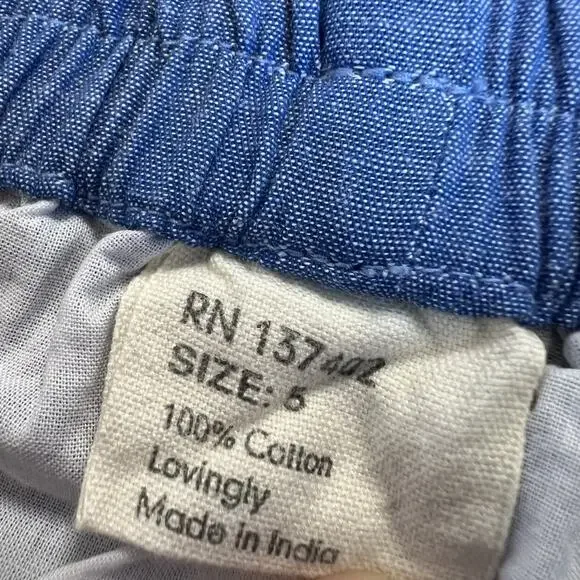 RN 137402
SIZE: 5
100% Cotton
Lovingly
Made in India